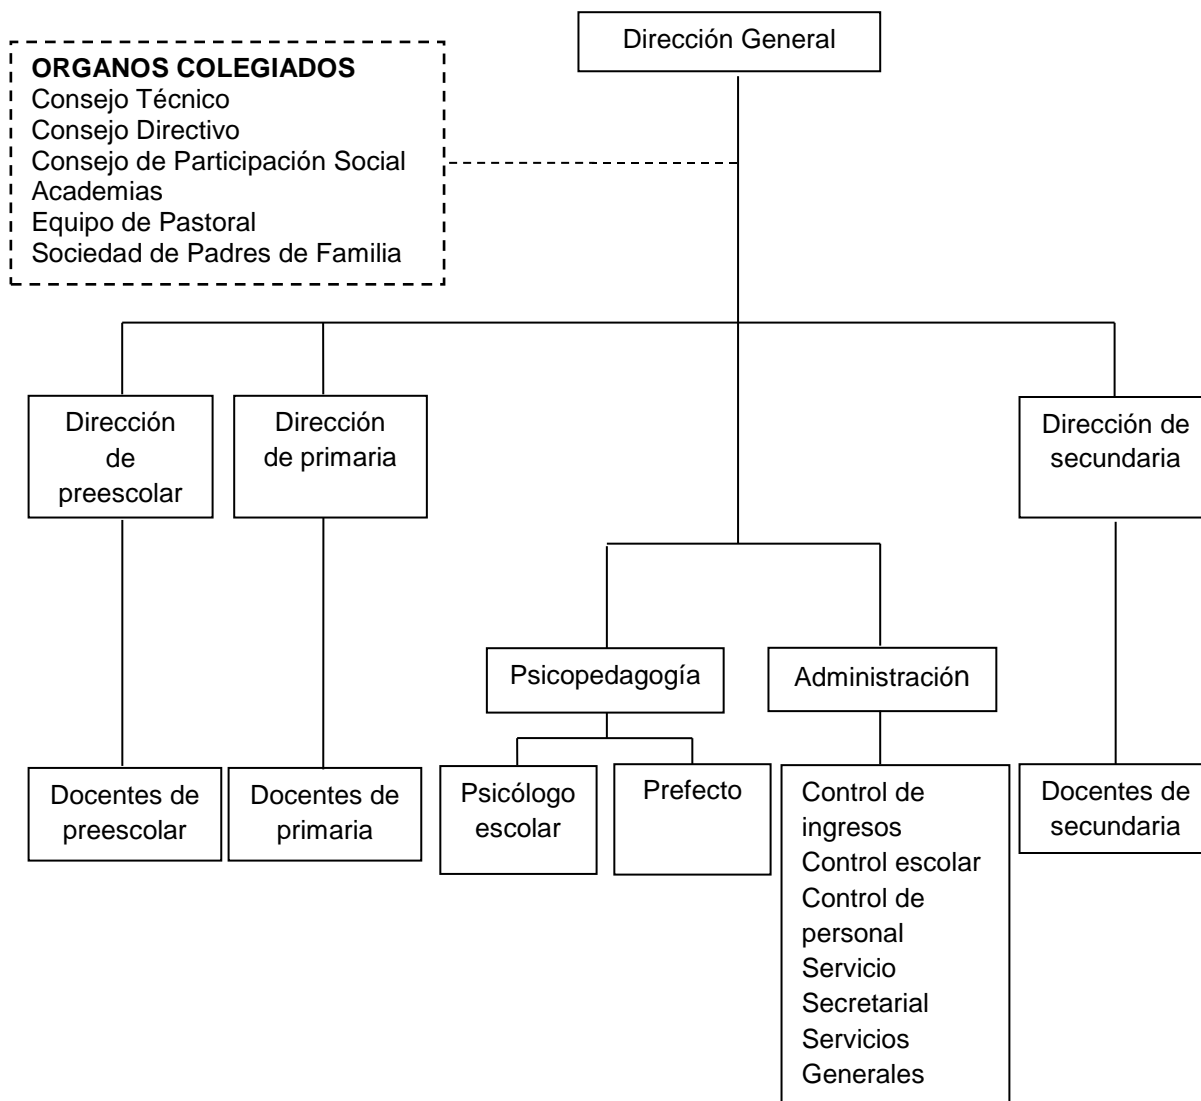 Dirección General
ORGANOS COLEGIADOS
Consejo Técnico
Consejo Directivo
Consejo de Participación Social
Academias
Equipo de Pastoral
Sociedad de Padres de Familia
Dirección
de
preescolar
Dirección
de primaria
Dirección de
secundaria
Psicopedagogía
Administración
Docentes de
preescolar
Docentes de
primaria
Psicólogo
escolar
Prefecto
Control de
ingresos
Control escolar
Control de
personal
Servicio
Secretarial
Servicios
Generales
Docentes de
secundaria